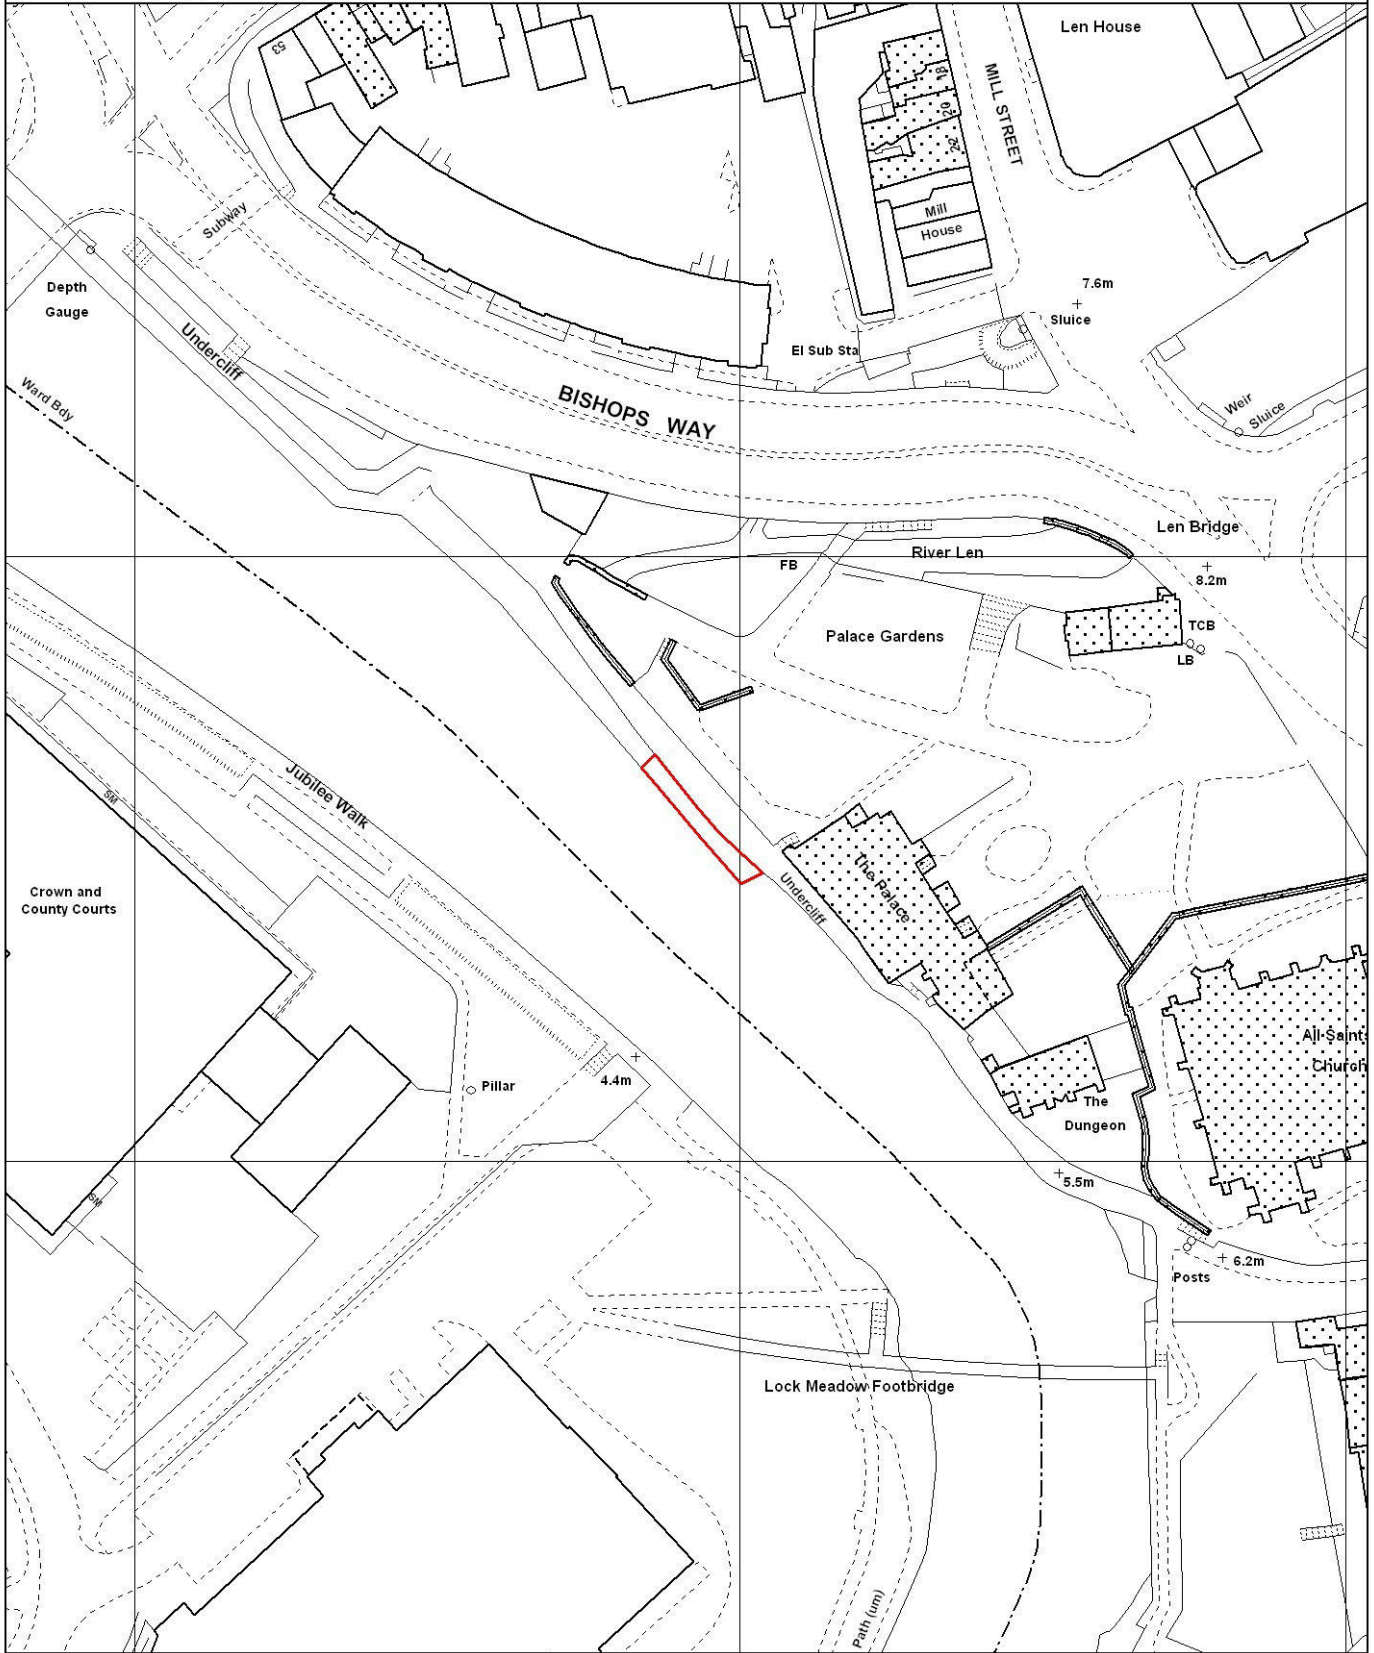 Len House
53
18
20
22
MILL STREET
Mill
House
Subway
Depth
Gauge
7.6m
Sluice
Undercliff
El Sub Sta
Ward Bdy
BISHOPS WAY
Weir
Sluice
Len Bridge
River Len
FB
8.2m
Palace Gardens
TCB
LB
Jubilee Walk
SM
The Palace
Undercliff
Crown and
County Courts
All Saints
Church
Pillar
4.4m
The
Dungeon
5.5m
SM
6.2m
Posts
Lock Meadow Footbridge
Path (um)